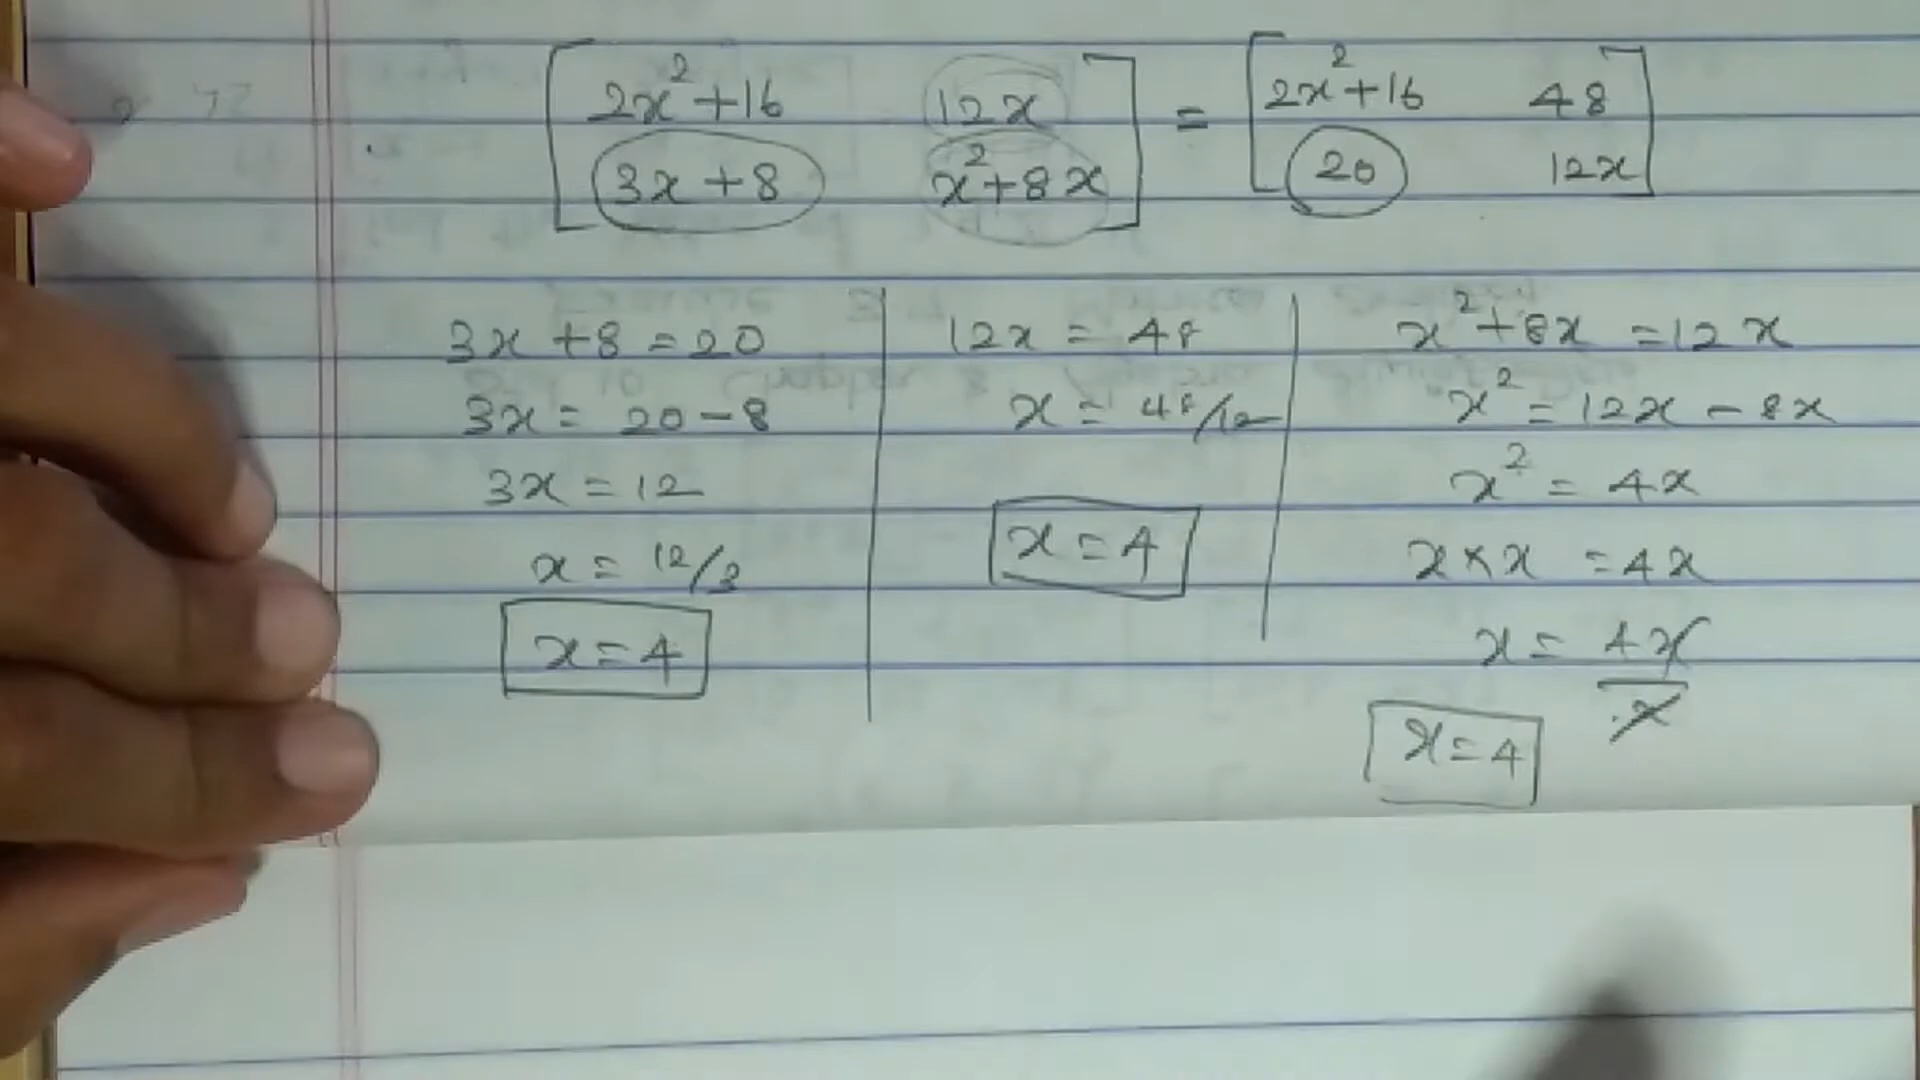 [2x²+16 12x] = [2x²+16 48]
[3x+8 x²+8x] [20 12x]
3x+8=20
3x=20-8
3x=12
x=12/3
x=4
12x=48
x=48/12
x=4
x²+8x=12x
x²=12x-8x
x²=4x
x×x=4x
x=4x/x
x=4